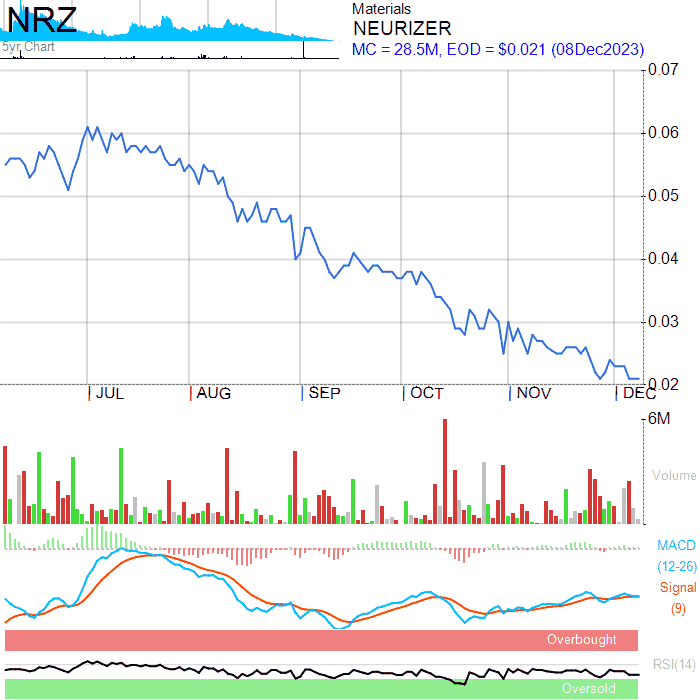 NRZ
5yr Chart
Materials
NEURIZER
MC = 28.5M, EOD = $0.021 (08Dec2023)
0.07
0.06
0.05
0.04
0.03
0.02
JUL AUG SEP OCT NOV DEC
6M
Volume
MACD
(12-26)
Signal
(9)
Overbought
RSI(14)
Oversold